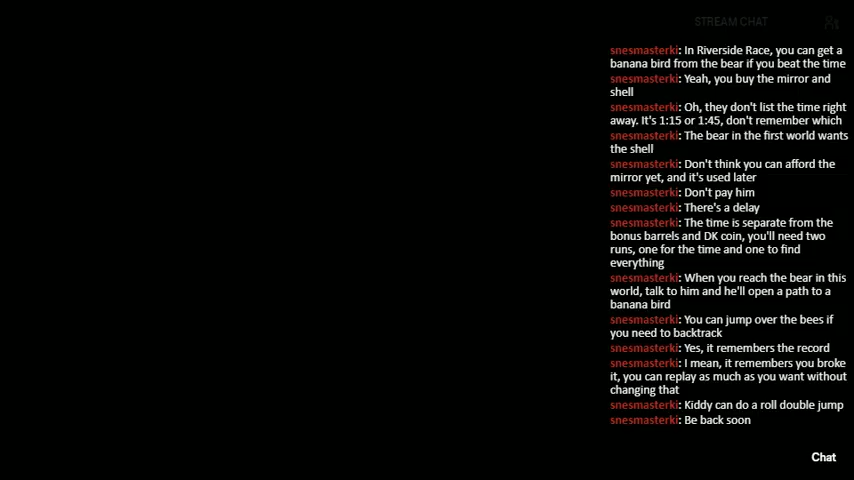 STREAM CHAT
snesmasterki: In Riverside Race, you can get a
banana bird from the bear if you beat the time
snesmasterki: Yeah, you buy the mirror and
shell
snesmasterki: Oh, they don't list the time right
away. It's 1:15 or 1:45, don't remember which
snesmasterki: The bear in the first world wants
the shell
snesmasterki: Don't think you can afford the
mirror yet, and it's used later
snesmasterki: Don't pay him
snesmasterki: There's a delay
snesmasterki: The time is separate from the
bonus barrels and DK coin, you'll need two
runs, one for the time and one to find
everything
snesmasterki: When you reach the bear in this
world, talk to him and he'll open a path to a
banana bird
snesmasterki: You can jump over the bees if
you need to backtrack
snesmasterki: Yes, it remembers the record
snesmasterki: I mean, it remembers you broke
it, you can replay as much as you want without
changing that
snesmasterki: Kiddy can do a roll double jump
snesmasterki: Be back soon
Chat